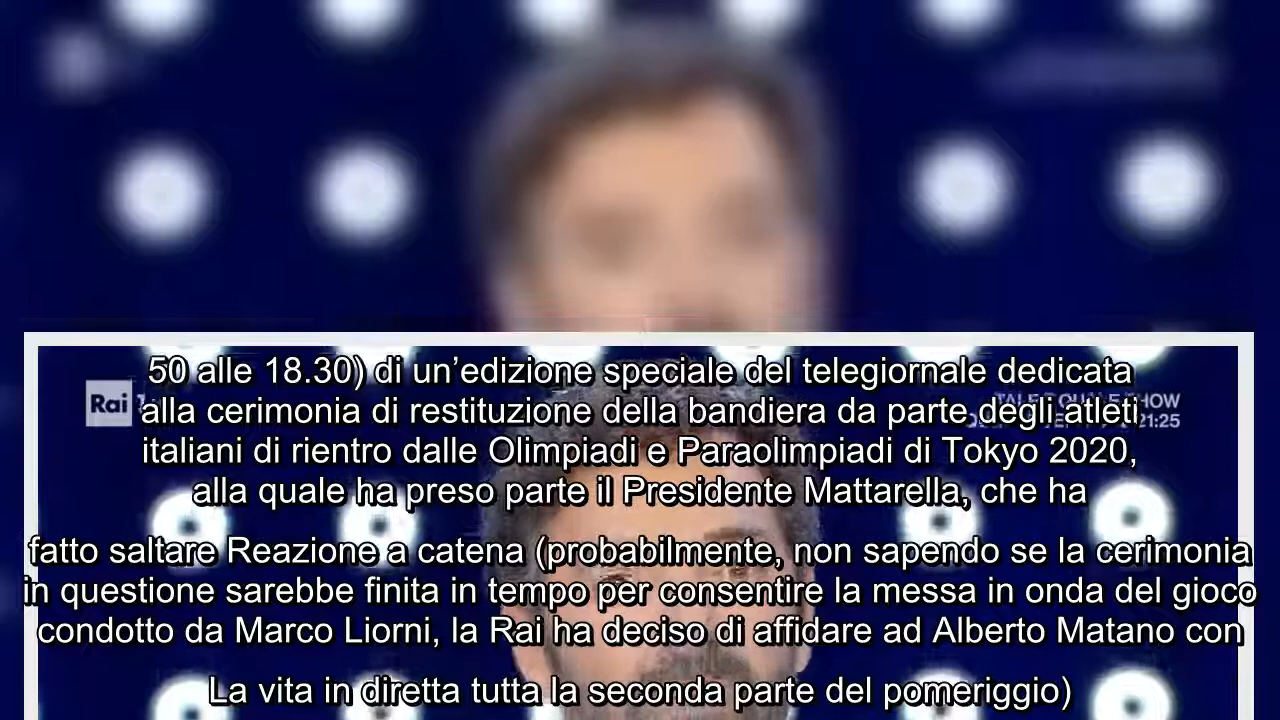 50 alle 18.30) di un’edizione speciale del telegiornale dedicata
Rai
alla cerimonia di restituzione della bandiera da parte degli atleti
italiani di rientro dalle Olimpiadi e Paraolimpiadi di Tokyo 2020,
alla quale ha preso parte il Presidente Mattarella, che ha
fatto saltare Reazione a catena (probabilmente, non sapendo se la cerimonia
in questione sarebbe finita in tempo per consentire la messa in onda del gioco
condotto da Marco Liorni, la Rai ha deciso di affidare ad Alberto Matano con
La vita in diretta tutta la seconda parte del pomeriggio)